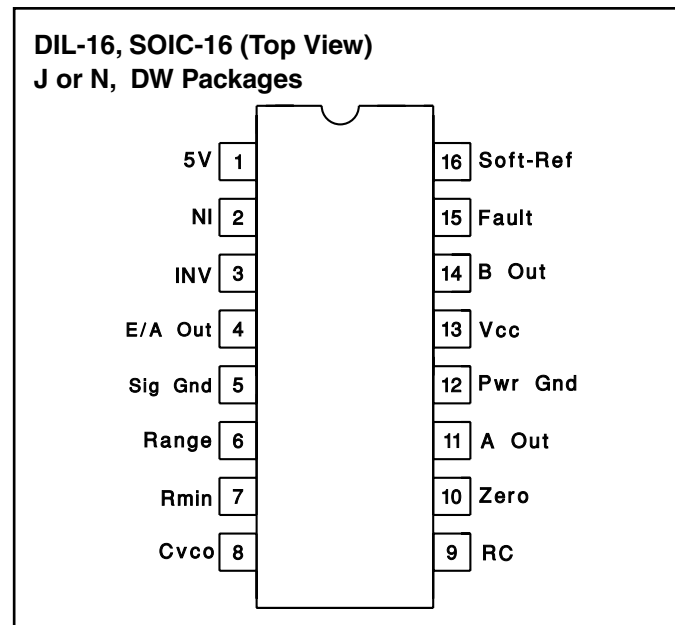 DIL-16, SOIC-16 (Top View)
J or N, DW Packages
5V 1 16 Soft-Ref
NI 2 15 Fault
INV 3 14 B Out
E/A Out 4 13 Vcc
Sig Gnd 5 12 Pwr Gnd
Range 6 11 A Out
Rmin 7 10 Zero
Cvco 8 9 RC